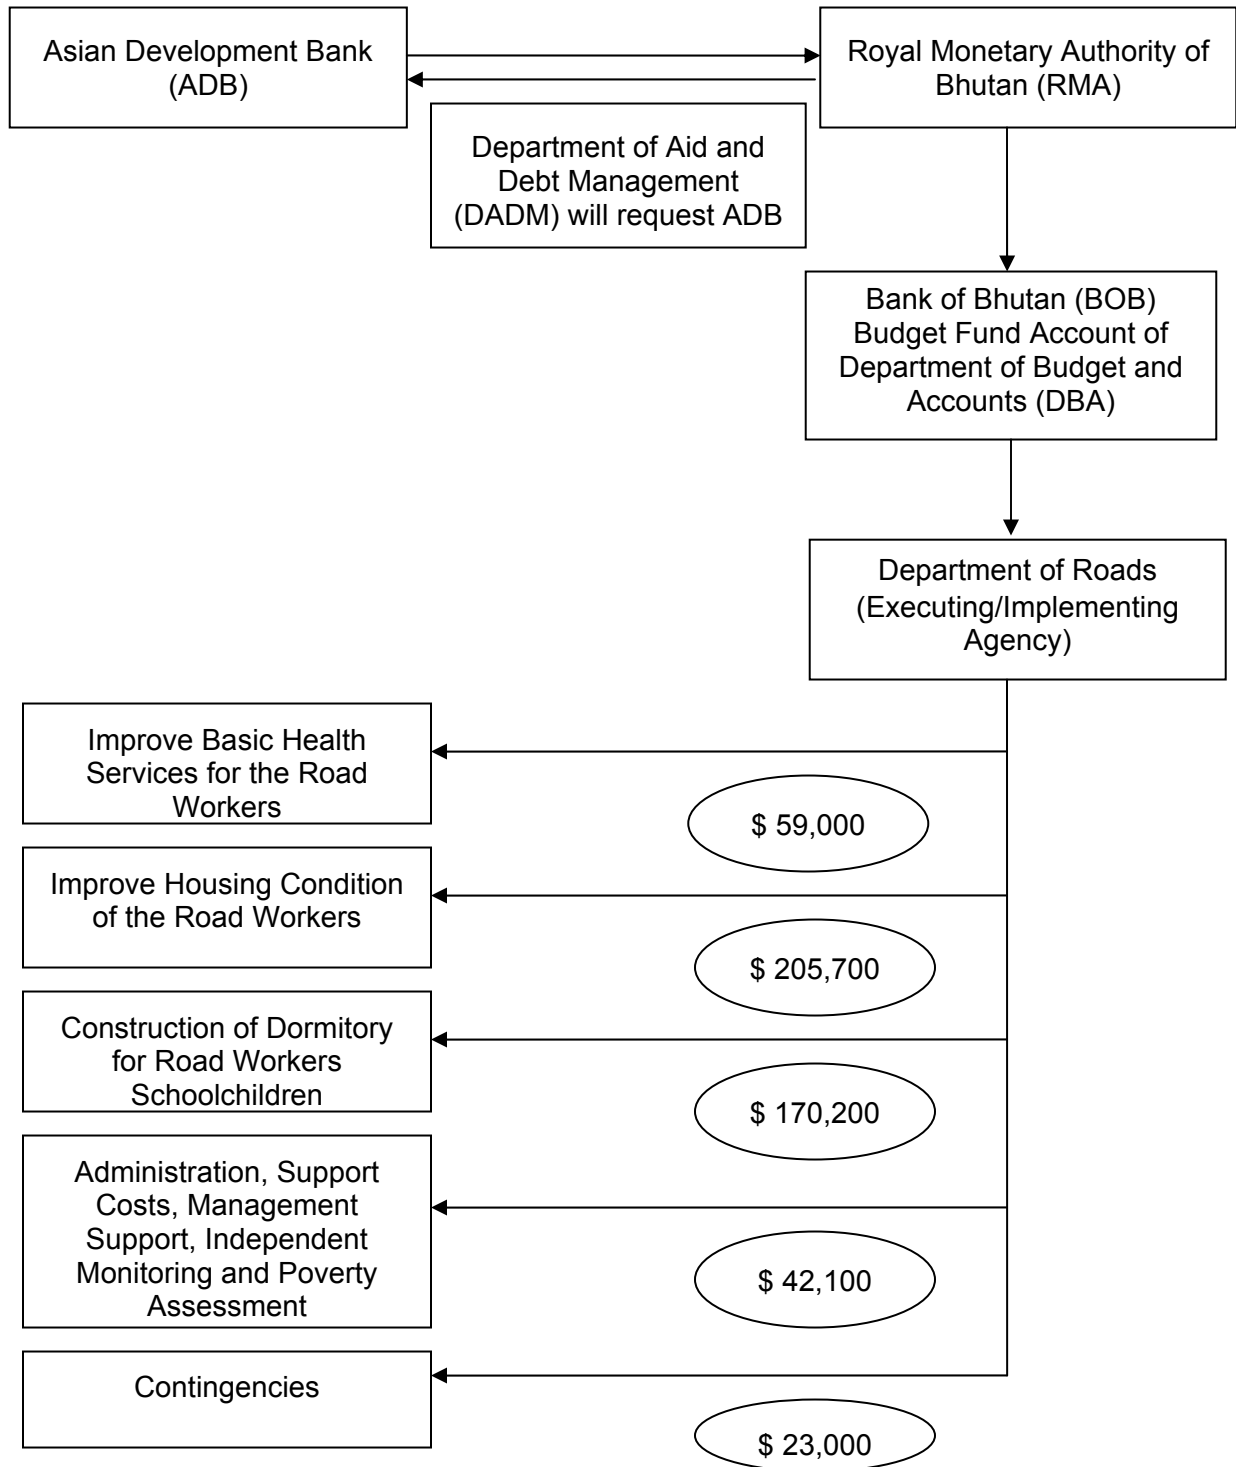 Asian Development Bank
(ADB)
Royal Monetary Authority of
Bhutan (RMA)
Department of Aid and
Debt Management
(DADM) will request ADB
Bank of Bhutan (BOB)
Budget Fund Account of
Department of Budget and
Accounts (DBA)
Department of Roads
(Executing/Implementing
Agency)
Improve Basic Health
Services for the Road
Workers
$ 59,000
Improve Housing Condition
of the Road Workers
$ 205,700
Construction of Dormitory
for Road Workers
Schoolchildren
$ 170,200
Administration, Support
Costs, Management
Support, Independent
Monitoring and Poverty
Assessment
$ 42,100
Contingencies
$ 23,000